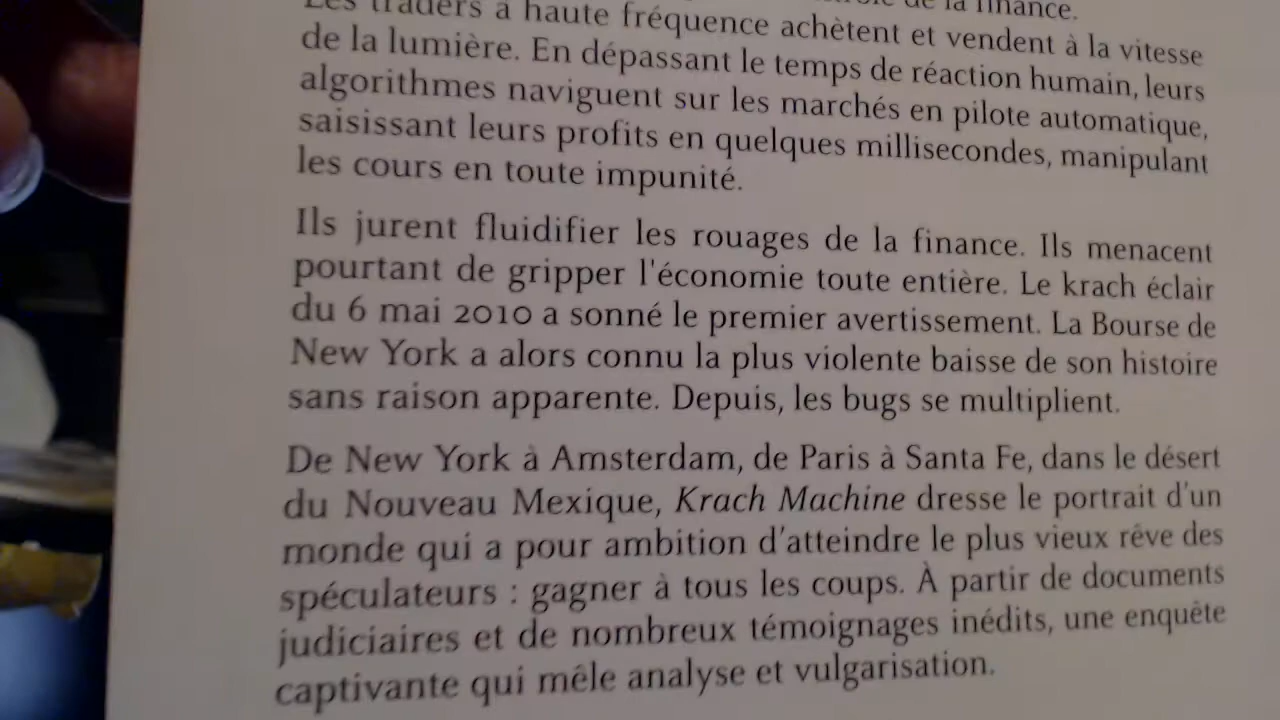 de la finance.
Les traders à haute fréquence achètent et vendent à la vitesse
de la lumière. En dépassant le temps de réaction humain, leurs
algorithmes naviguent sur les marchés en pilote automatique,
saisissant leurs profits en quelques millisecondes, manipulant
les cours en toute impunité.
Ils jurent fluidifier les rouages de la finance. Ils menacent
pourtant de gripper l'économie toute entière. Le krach éclair
du 6 mai 2010 a sonné le premier avertissement. La Bourse de
New York a alors connu la plus violente baisse de son histoire
sans raison apparente. Depuis, les bugs se multiplient.
De New York à Amsterdam, de Paris à Santa Fe, dans le désert
du Nouveau Mexique, Krach Machine dresse le portrait d'un
monde qui a pour ambition d'atteindre le plus vieux rêve des
spéculateurs : gagner à tous les coups. À partir de documents
judiciaires et de nombreux témoignages inédits, une enquête
captivante qui mêle analyse et vulgarisation.